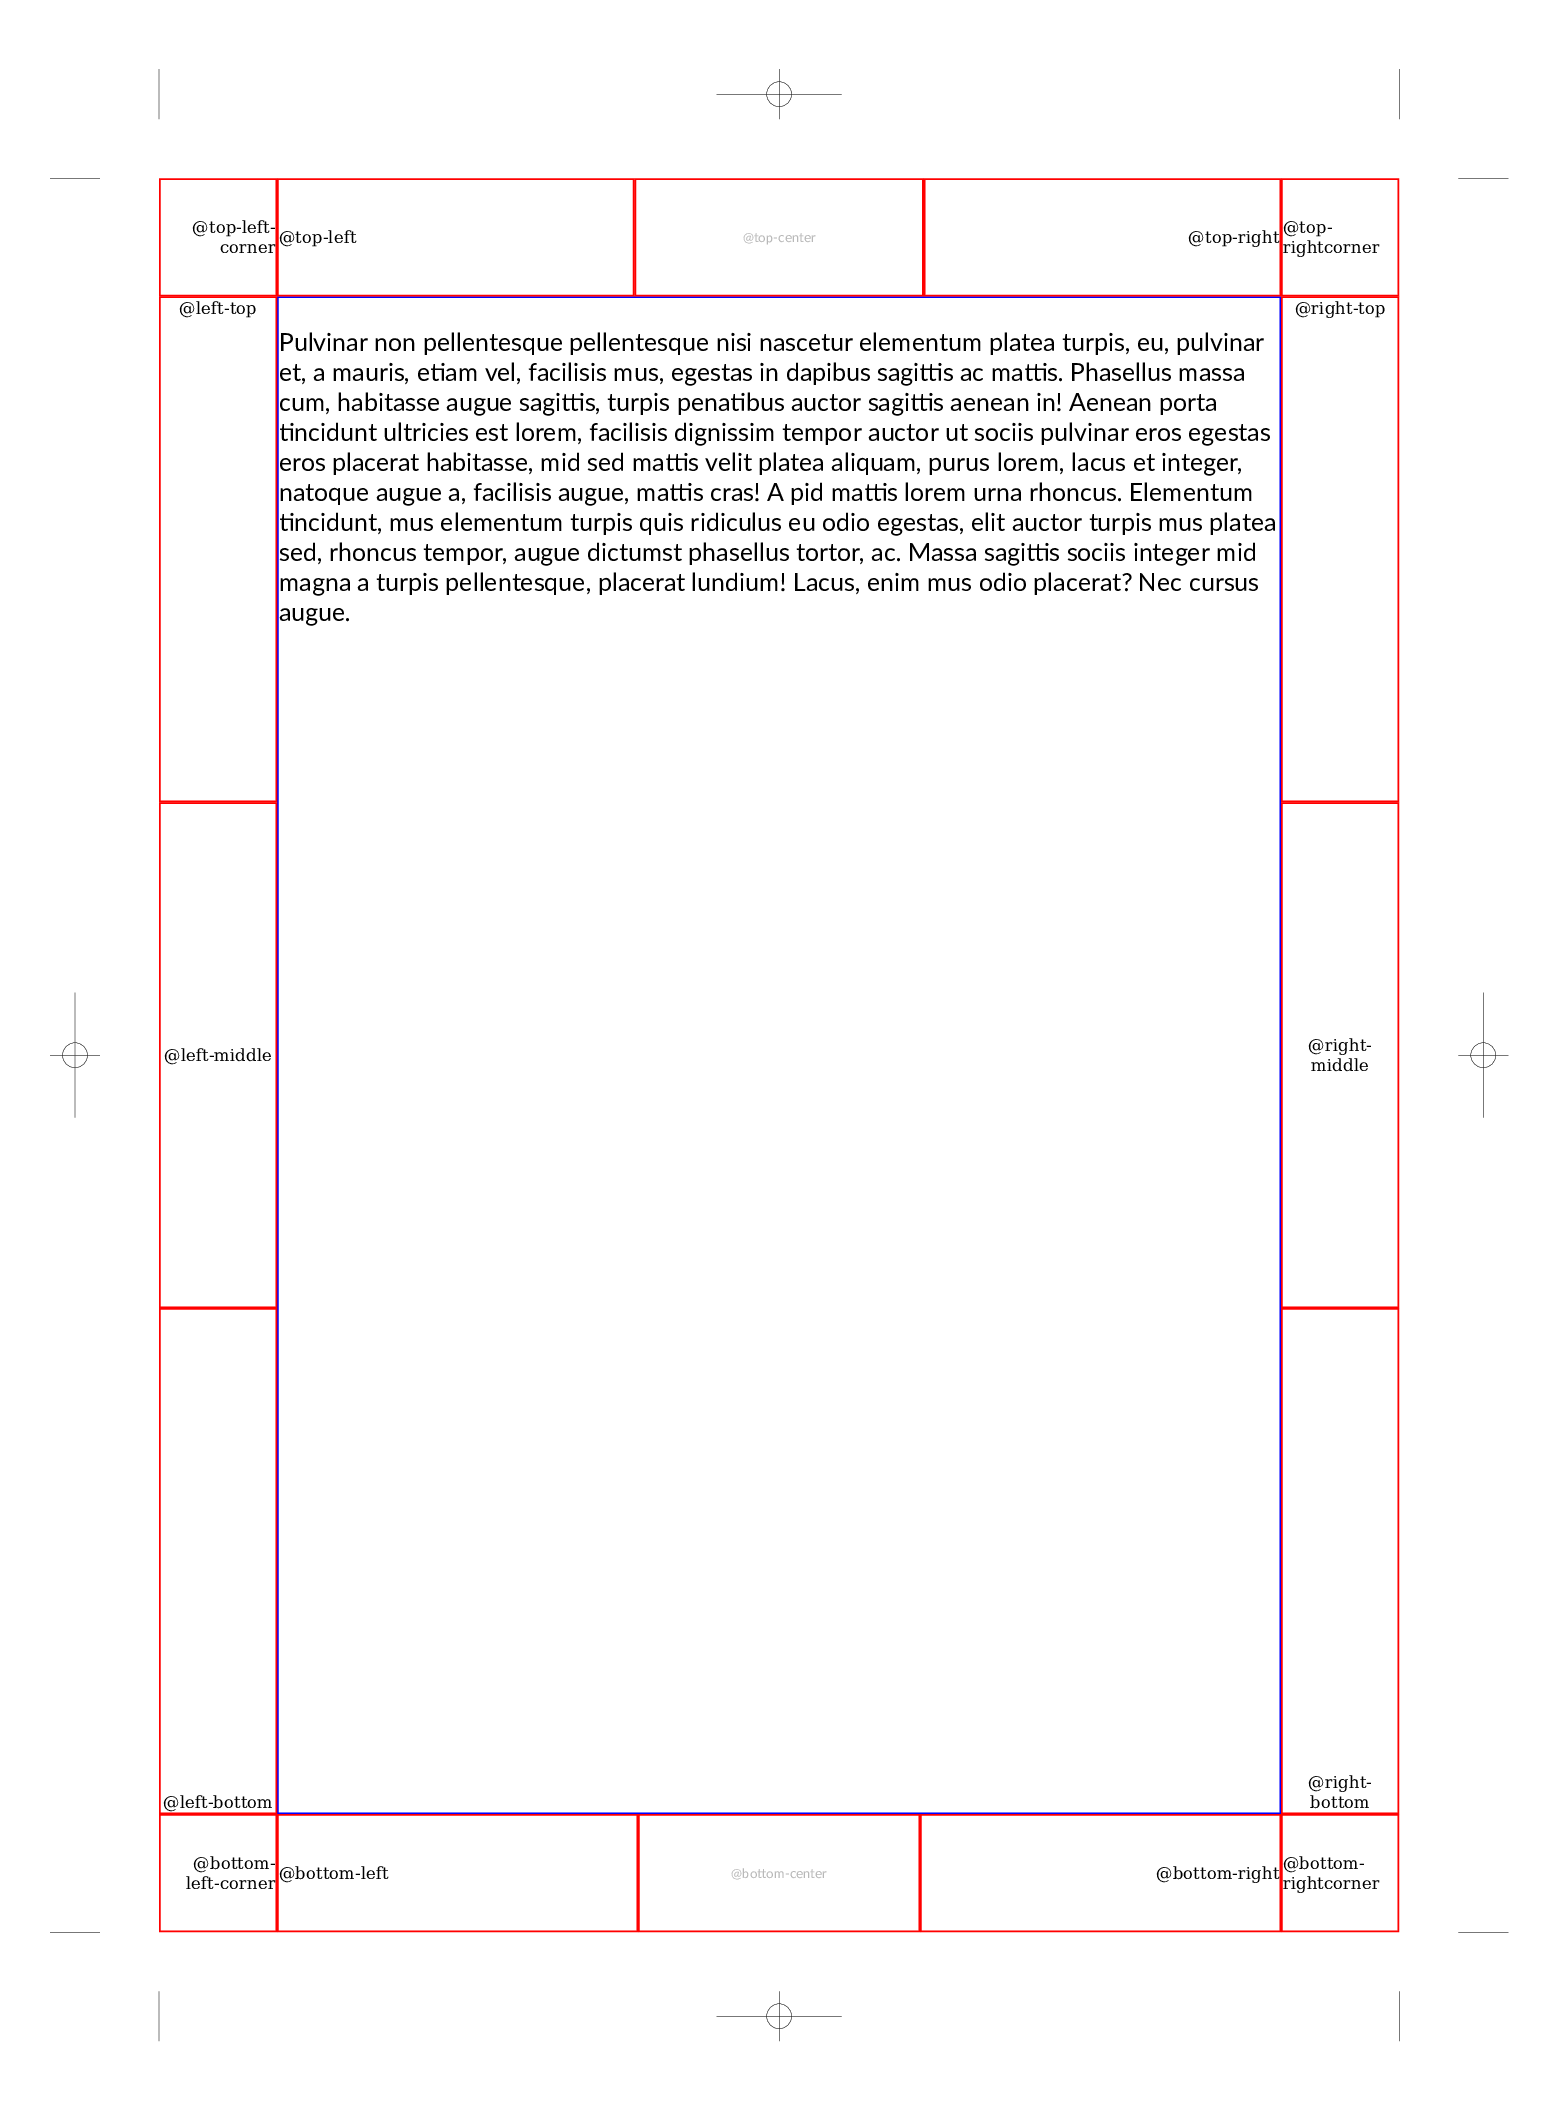 @top-left-
corner
@top-left
@top-center
@top-right
@top-
rightcorner
@left-top
@right-top
Pulvinar non pellentesque pellentesque nisi nascetur elementum platea turpis, eu, pulvinar
et, a mauris, etiam vel, facilisis mus, egestas in dapibus sagittis ac mattis. Phasellus massa
cum, habitasse augue sagittis, turpis penatibus auctor sagittis aenean in! Aenean porta
tincidunt ultricies est lorem, facilisis dignissim tempor auctor ut sociis pulvinar eros egestas
eros placerat habitasse, mid sed mattis velit platea aliquam, purus lorem, lacus et integer,
natoque augue a, facilisis augue, mattis cras! A pid mattis lorem urna rhoncus. Elementum
tincidunt, mus elementum turpis quis ridiculus eu odio egestas, elit auctor turpis mus platea
sed, rhoncus tempor, augue dictumst phasellus tortor, ac. Massa sagittis sociis integer mid
magna a turpis pellentesque, placerat lundium! Lacus, enim mus odio placerat? Nec cursus
augue.
@left-middle
@right-
middle
@left-bottom
@right-
bottom
@bottom-
left-corner
@bottom-left
@bottom-center
@bottom-right
@bottom-
rightcorner